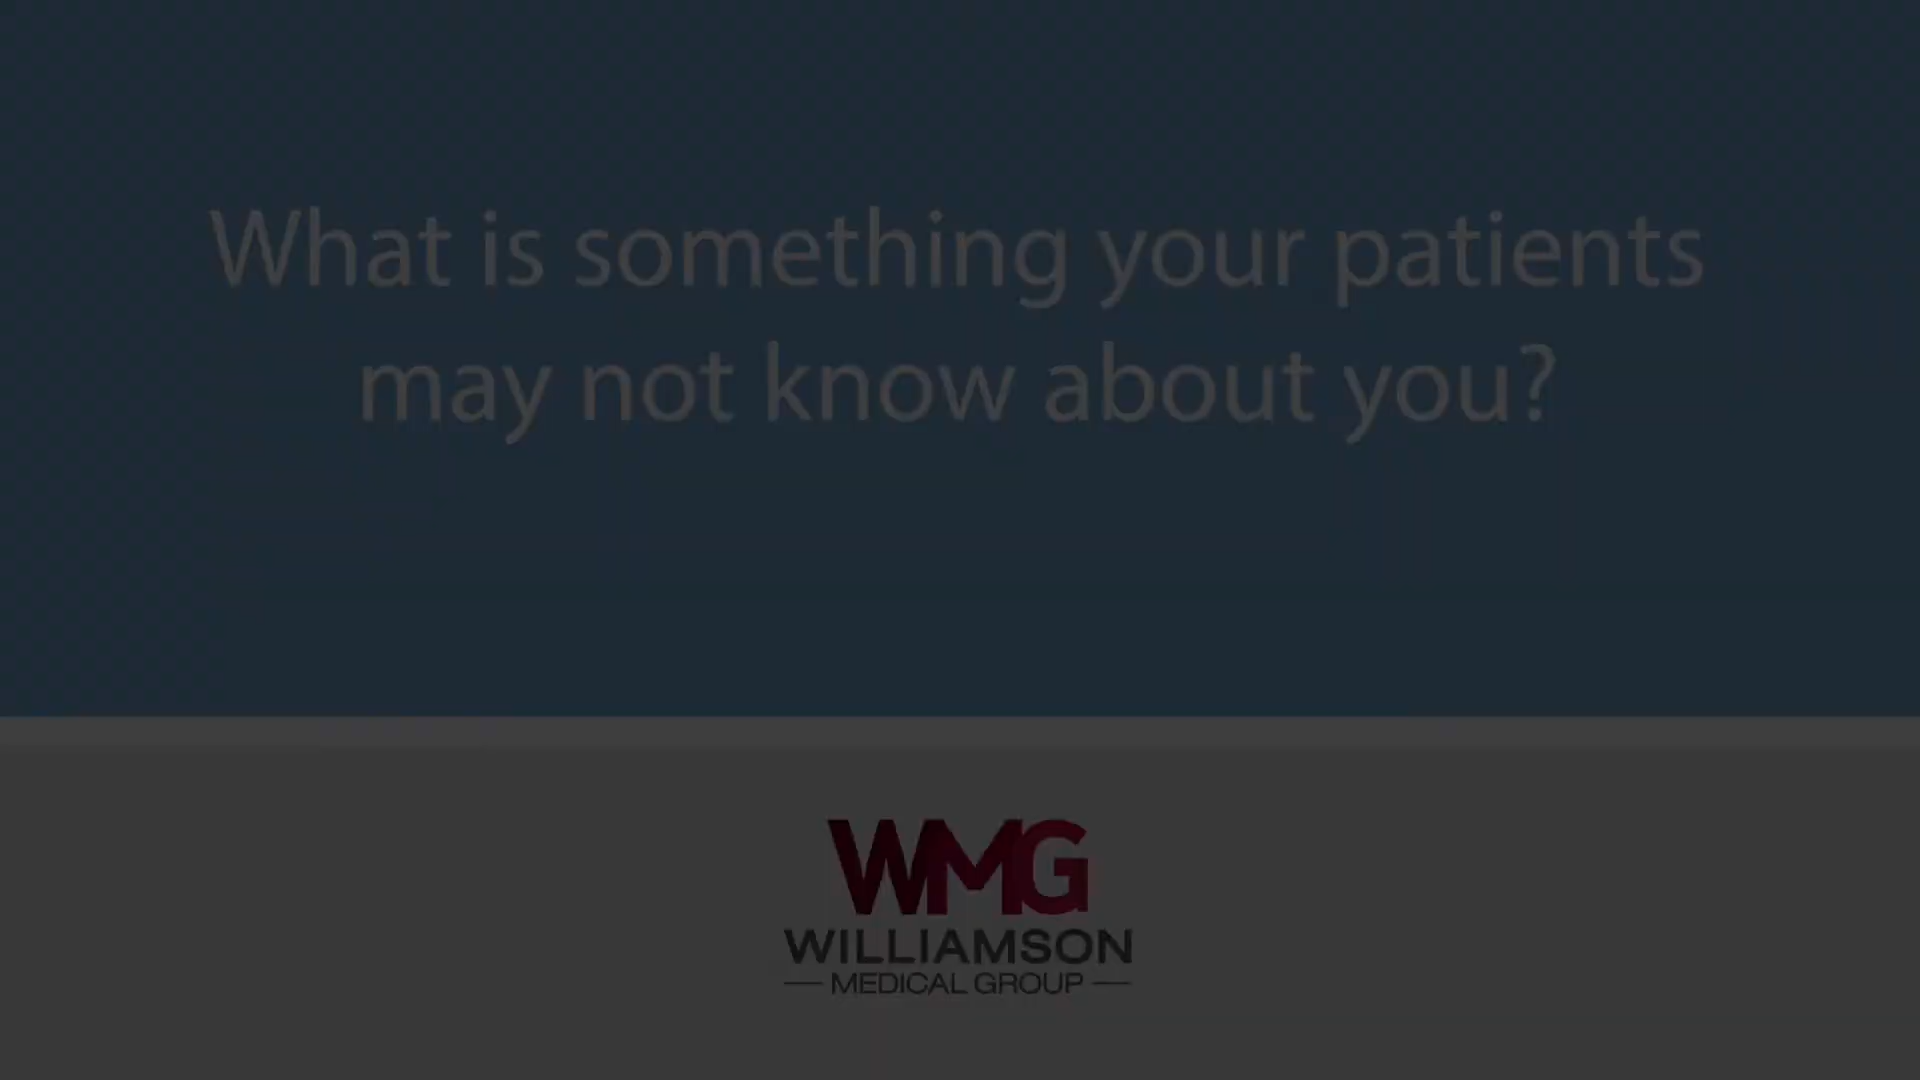 What is something your patients
may not know about you?
WMG
WILLIAMSON
MEDICAL GROUP